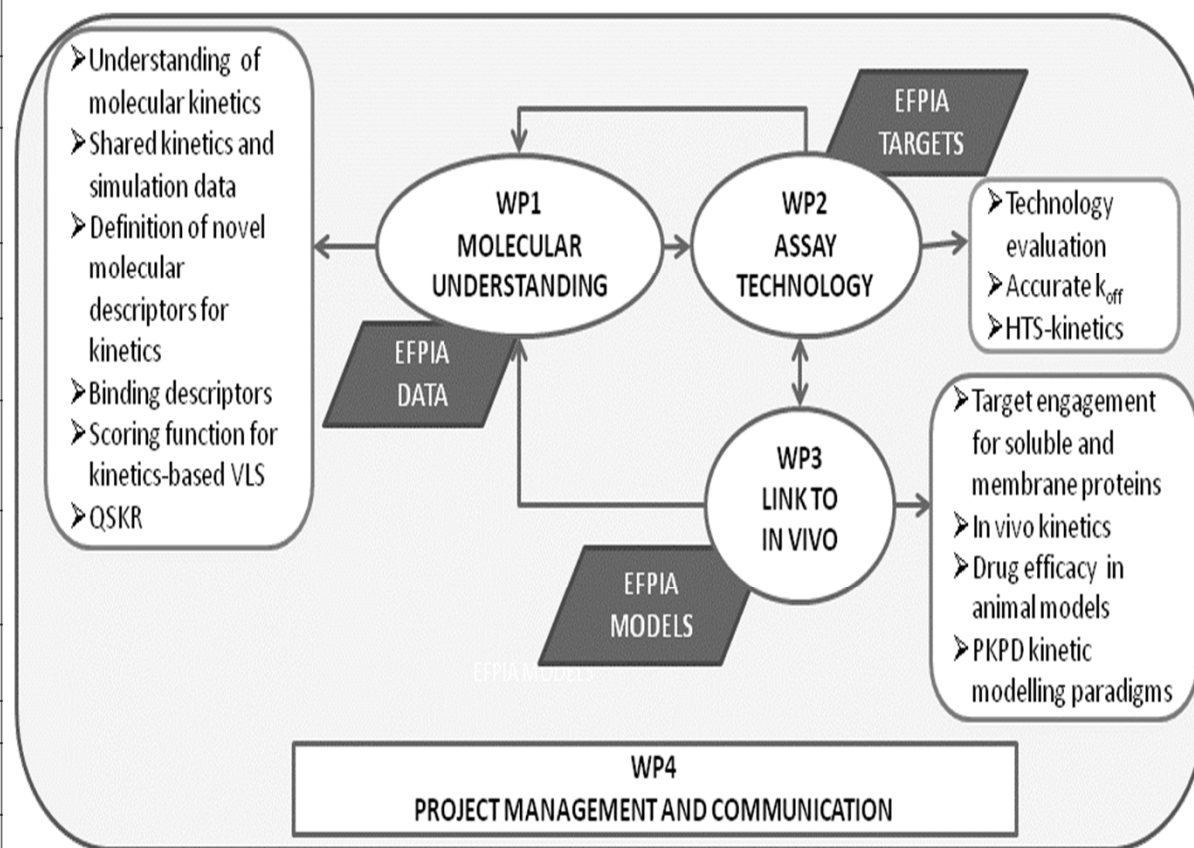 ➢Understanding of
molecular kinetics
➢Shared kinetics and
simulation data
➢Definition of novel
molecular
descriptors for
kinetics
➢Binding descriptors
➢Scoring function for
kinetics-based VLS
➢QSKR
WP1
MOLECULAR
UNDERSTANDING
EFPIA
DATA
WP2
ASSAY
TECHNOLOGY
EFPIA
TARGETS
➢Technology
evaluation
➢Accurate koff
➢HTS-kinetics
WP3
LINK TO
IN VIVO
EFPIA
MODELS
EFPIA MODELS
➢Target engagement
for soluble and
membrane proteins
➢In vivo kinetics
➢Drug efficacy in
animal models
➢PKPD kinetic
modelling paradigms
WP4
PROJECT MANAGEMENT AND COMMUNICATION